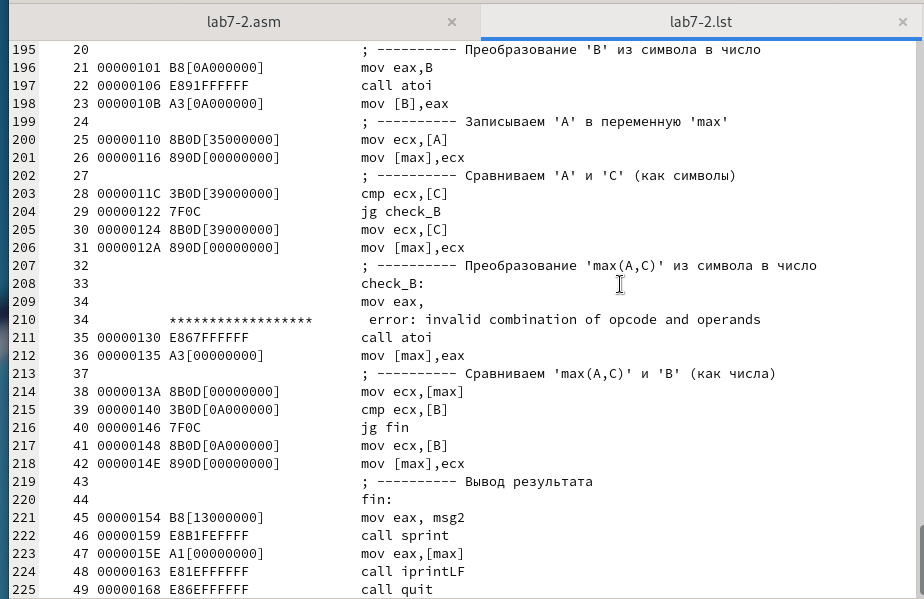 lab7-2.asm × lab7-2.lst ×
195 20 ; ---------- Преобразование 'B' из символа в число
196 21 00000101 B8[0A000000] mov eax,B
197 22 00000106 E891FFFFFF call atoi
198 23 0000010B A3[0A000000] mov [B],eax
199 24 ; ---------- Записываем 'A' в переменную 'max'
200 25 00000110 8B0D[35000000] mov ecx,[A]
201 26 00000116 890D[00000000] mov [max],ecx
202 27 ; ---------- Сравниваем 'A' и 'С' (как символы)
203 28 0000011C 3B0D[39000000] cmp ecx,[C]
204 29 00000122 7F0C jg check_B
205 30 00000124 8B0D[39000000] mov ecx,[C]
206 31 0000012A 890D[00000000] mov [max],ecx
207 32 ; ---------- Преобразование 'max(A,C)' из символа в число
208 33 check_B:
209 34 mov eax,
210 34 ****************** error: invalid combination of opcode and operands
211 35 00000130 E867FFFFFF call atoi
212 36 00000135 A3[00000000] mov [max],eax
213 37 ; ---------- Сравниваем 'max(A,C)' и 'B' (как числа)
214 38 0000013A 8B0D[00000000] mov ecx,[max]
215 39 00000140 3B0D[0A000000] cmp ecx,[B]
216 40 00000146 7F0C jg fin
217 41 00000148 8B0D[0A000000] mov ecx,[B]
218 42 0000014E 890D[00000000] mov [max],ecx
219 43 ; ---------- Вывод результата
220 44 fin:
221 45 00000154 B8[13000000] mov eax, msg2
222 46 00000159 E8B1FEFFFF call sprint
223 47 0000015E A1[00000000] mov eax,[max]
224 48 00000163 E81EFFFFFF call iprintLF
225 49 00000168 E86EFFFFFF call quit